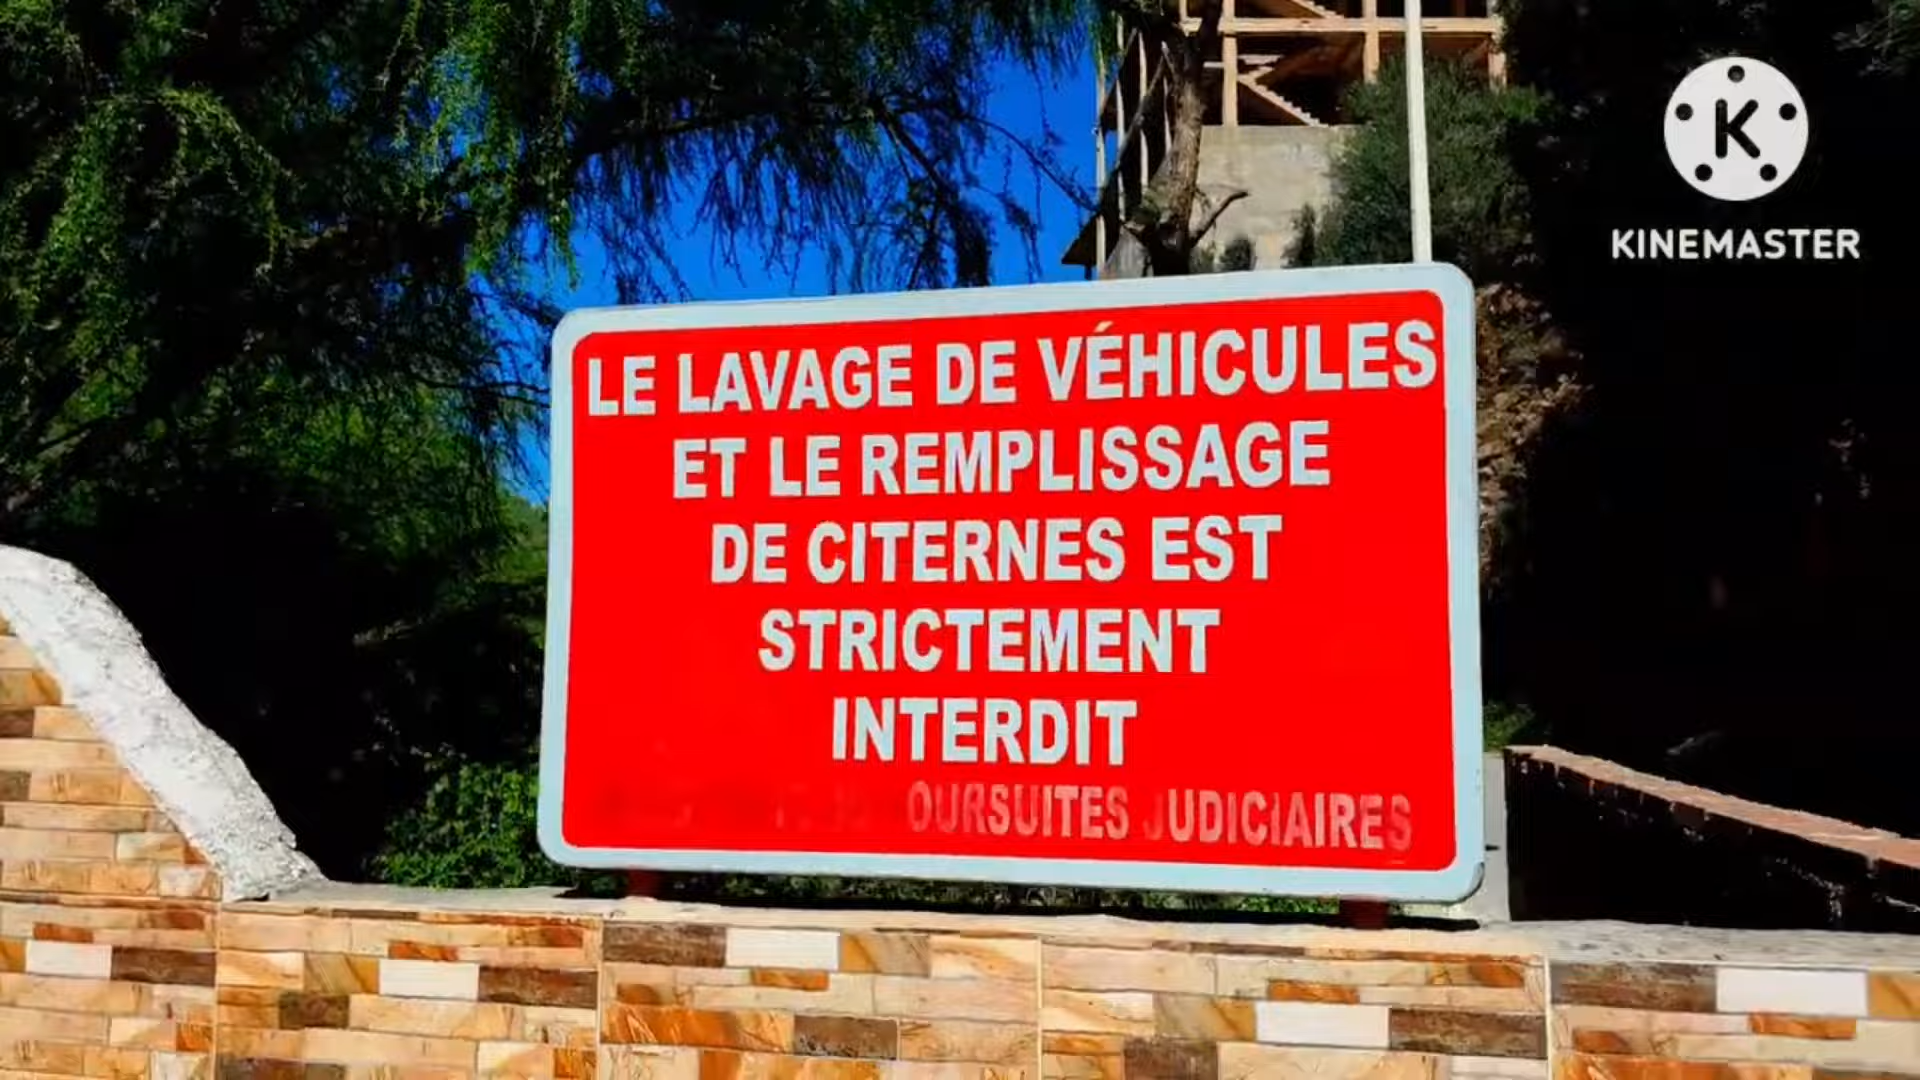 K
KINEMASTER
LE LAVAGE DE VÉHICULES
ET LE REMPLISSAGE
DE CITERNES EST
STRICTEMENT
INTERDIT
OURSUITES JUDICIAIRES